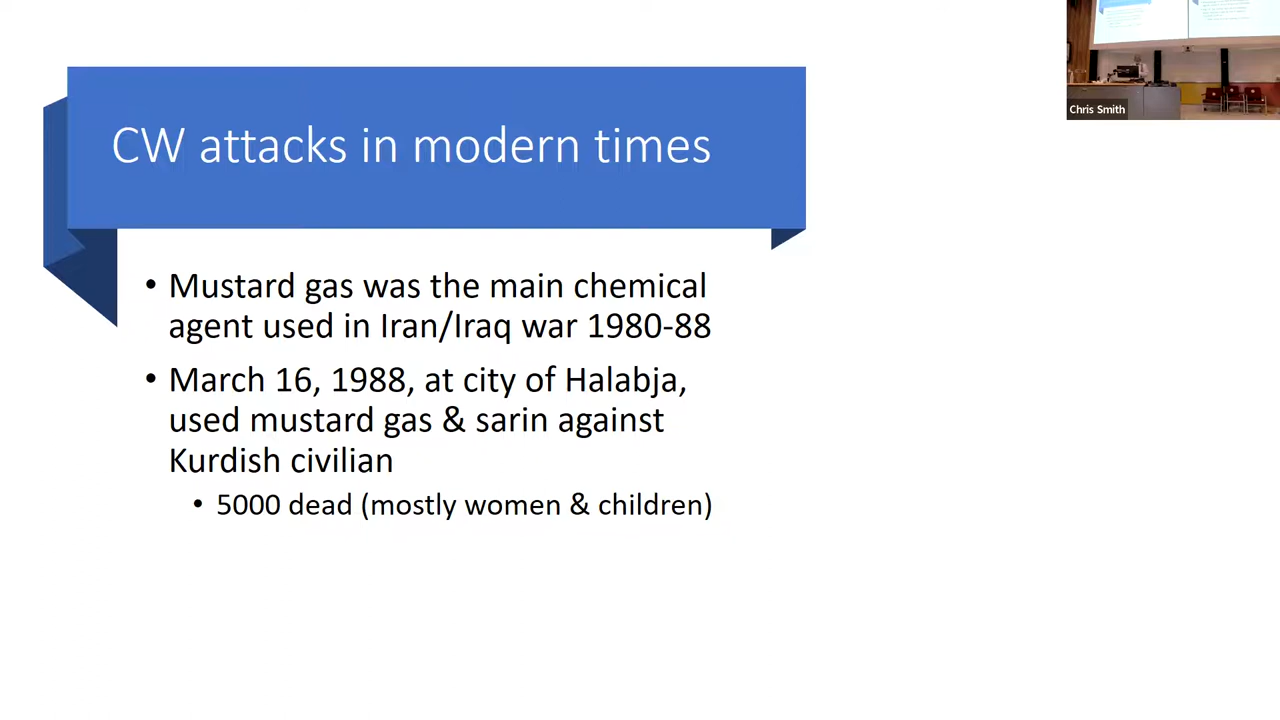 CW attacks in modern times
• Mustard gas was the main chemical
agent used in Iran/Iraq war 1980-88
• March 16, 1988, at city of Halabja,
used mustard gas & sarin against
Kurdish civilian
• 5000 dead (mostly women & children)
Chris Smith